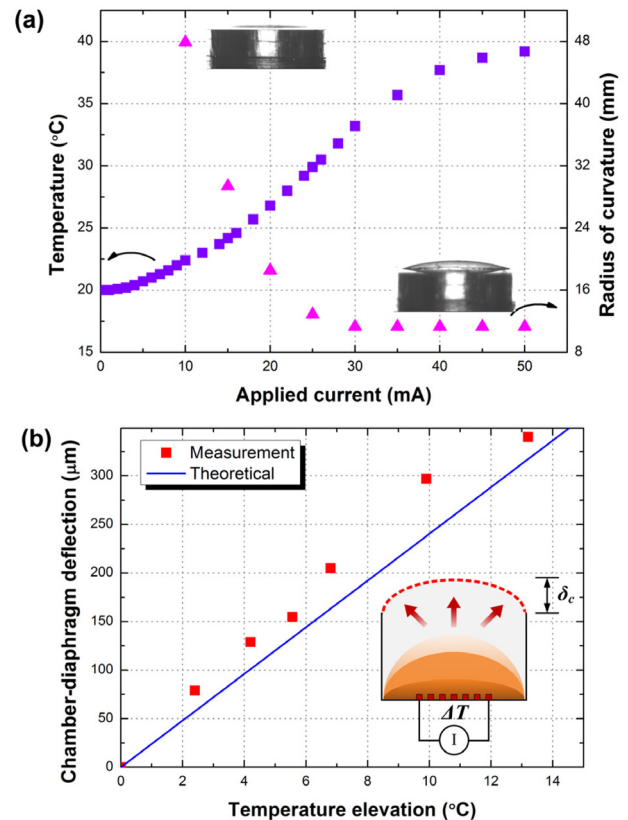 (a)
Temperature (°C)
40
35
30
25
20
15
48
40
32
24
16
8
Radius of curvature (mm)
0
10
20
30
40
50
Applied current (mA)
(b)
Chamber-diaphragm deflection (μm)
Measurement
Theoretical
300
250
200
150
100
50
0
δc
ΔT
I
0
2
4
6
8
10
12
14
Temperature elevation (°C)